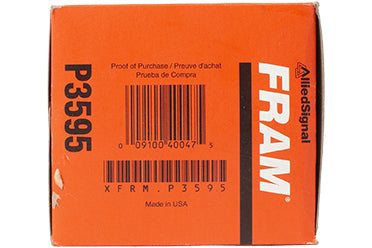 P3595
Proof of Purchase / Preuve d'achat
Prueba de Compra
0 09100 40047 5
XFRM.P3595
Made in USA
AlliedSignal
FRAM